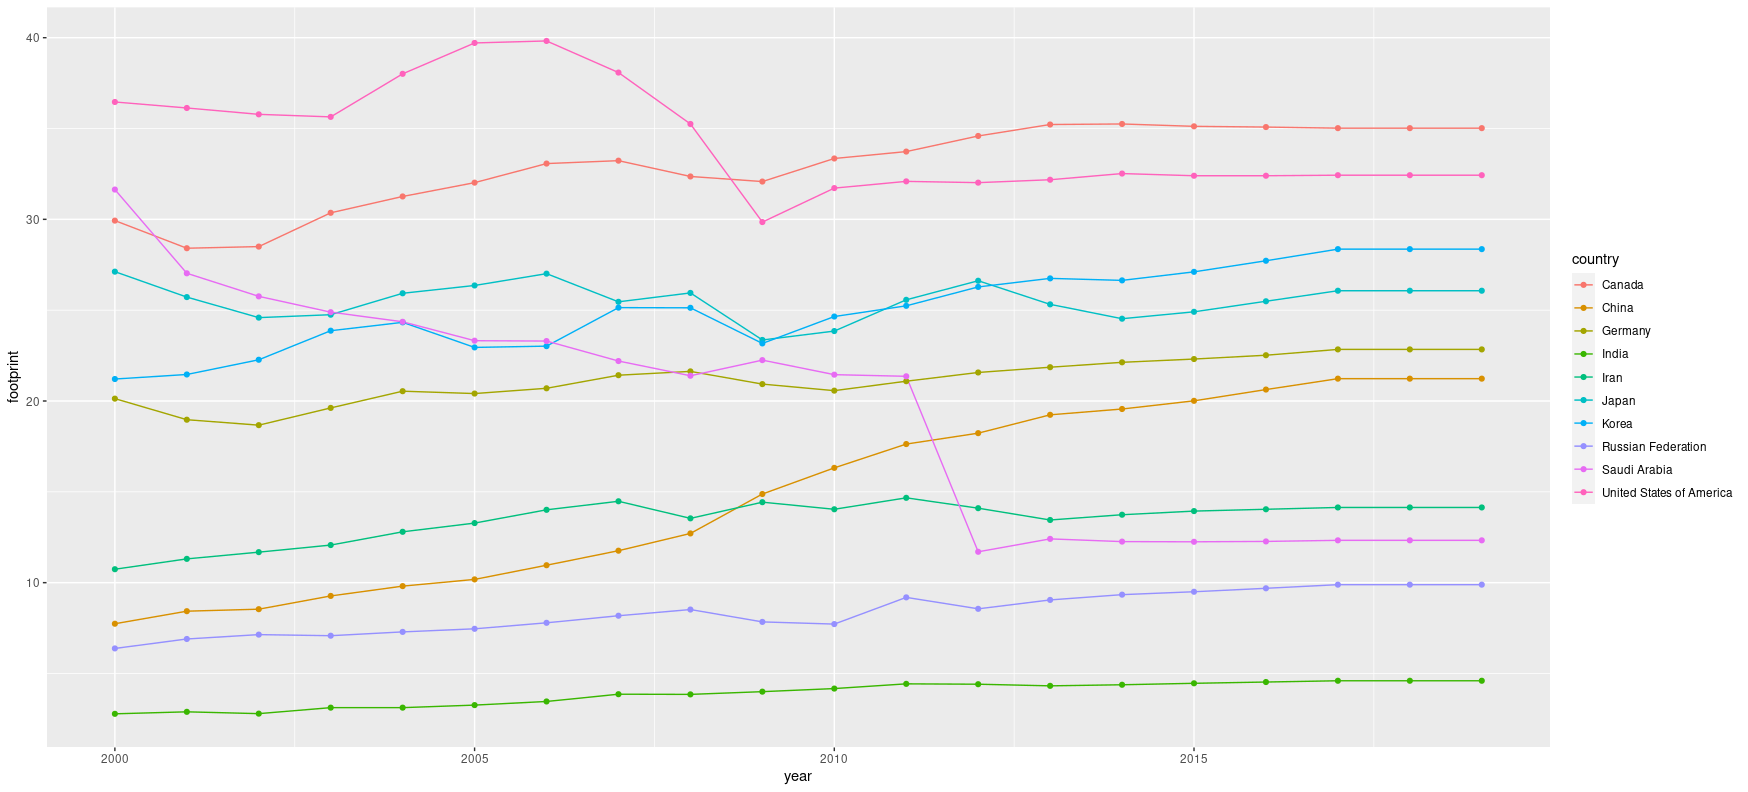 40
30
20
10
footprint
2000
2005
2010
2015
year
country
Canada
China
Germany
India
Iran
Japan
Korea
Russian Federation
Saudi Arabia
United States of America